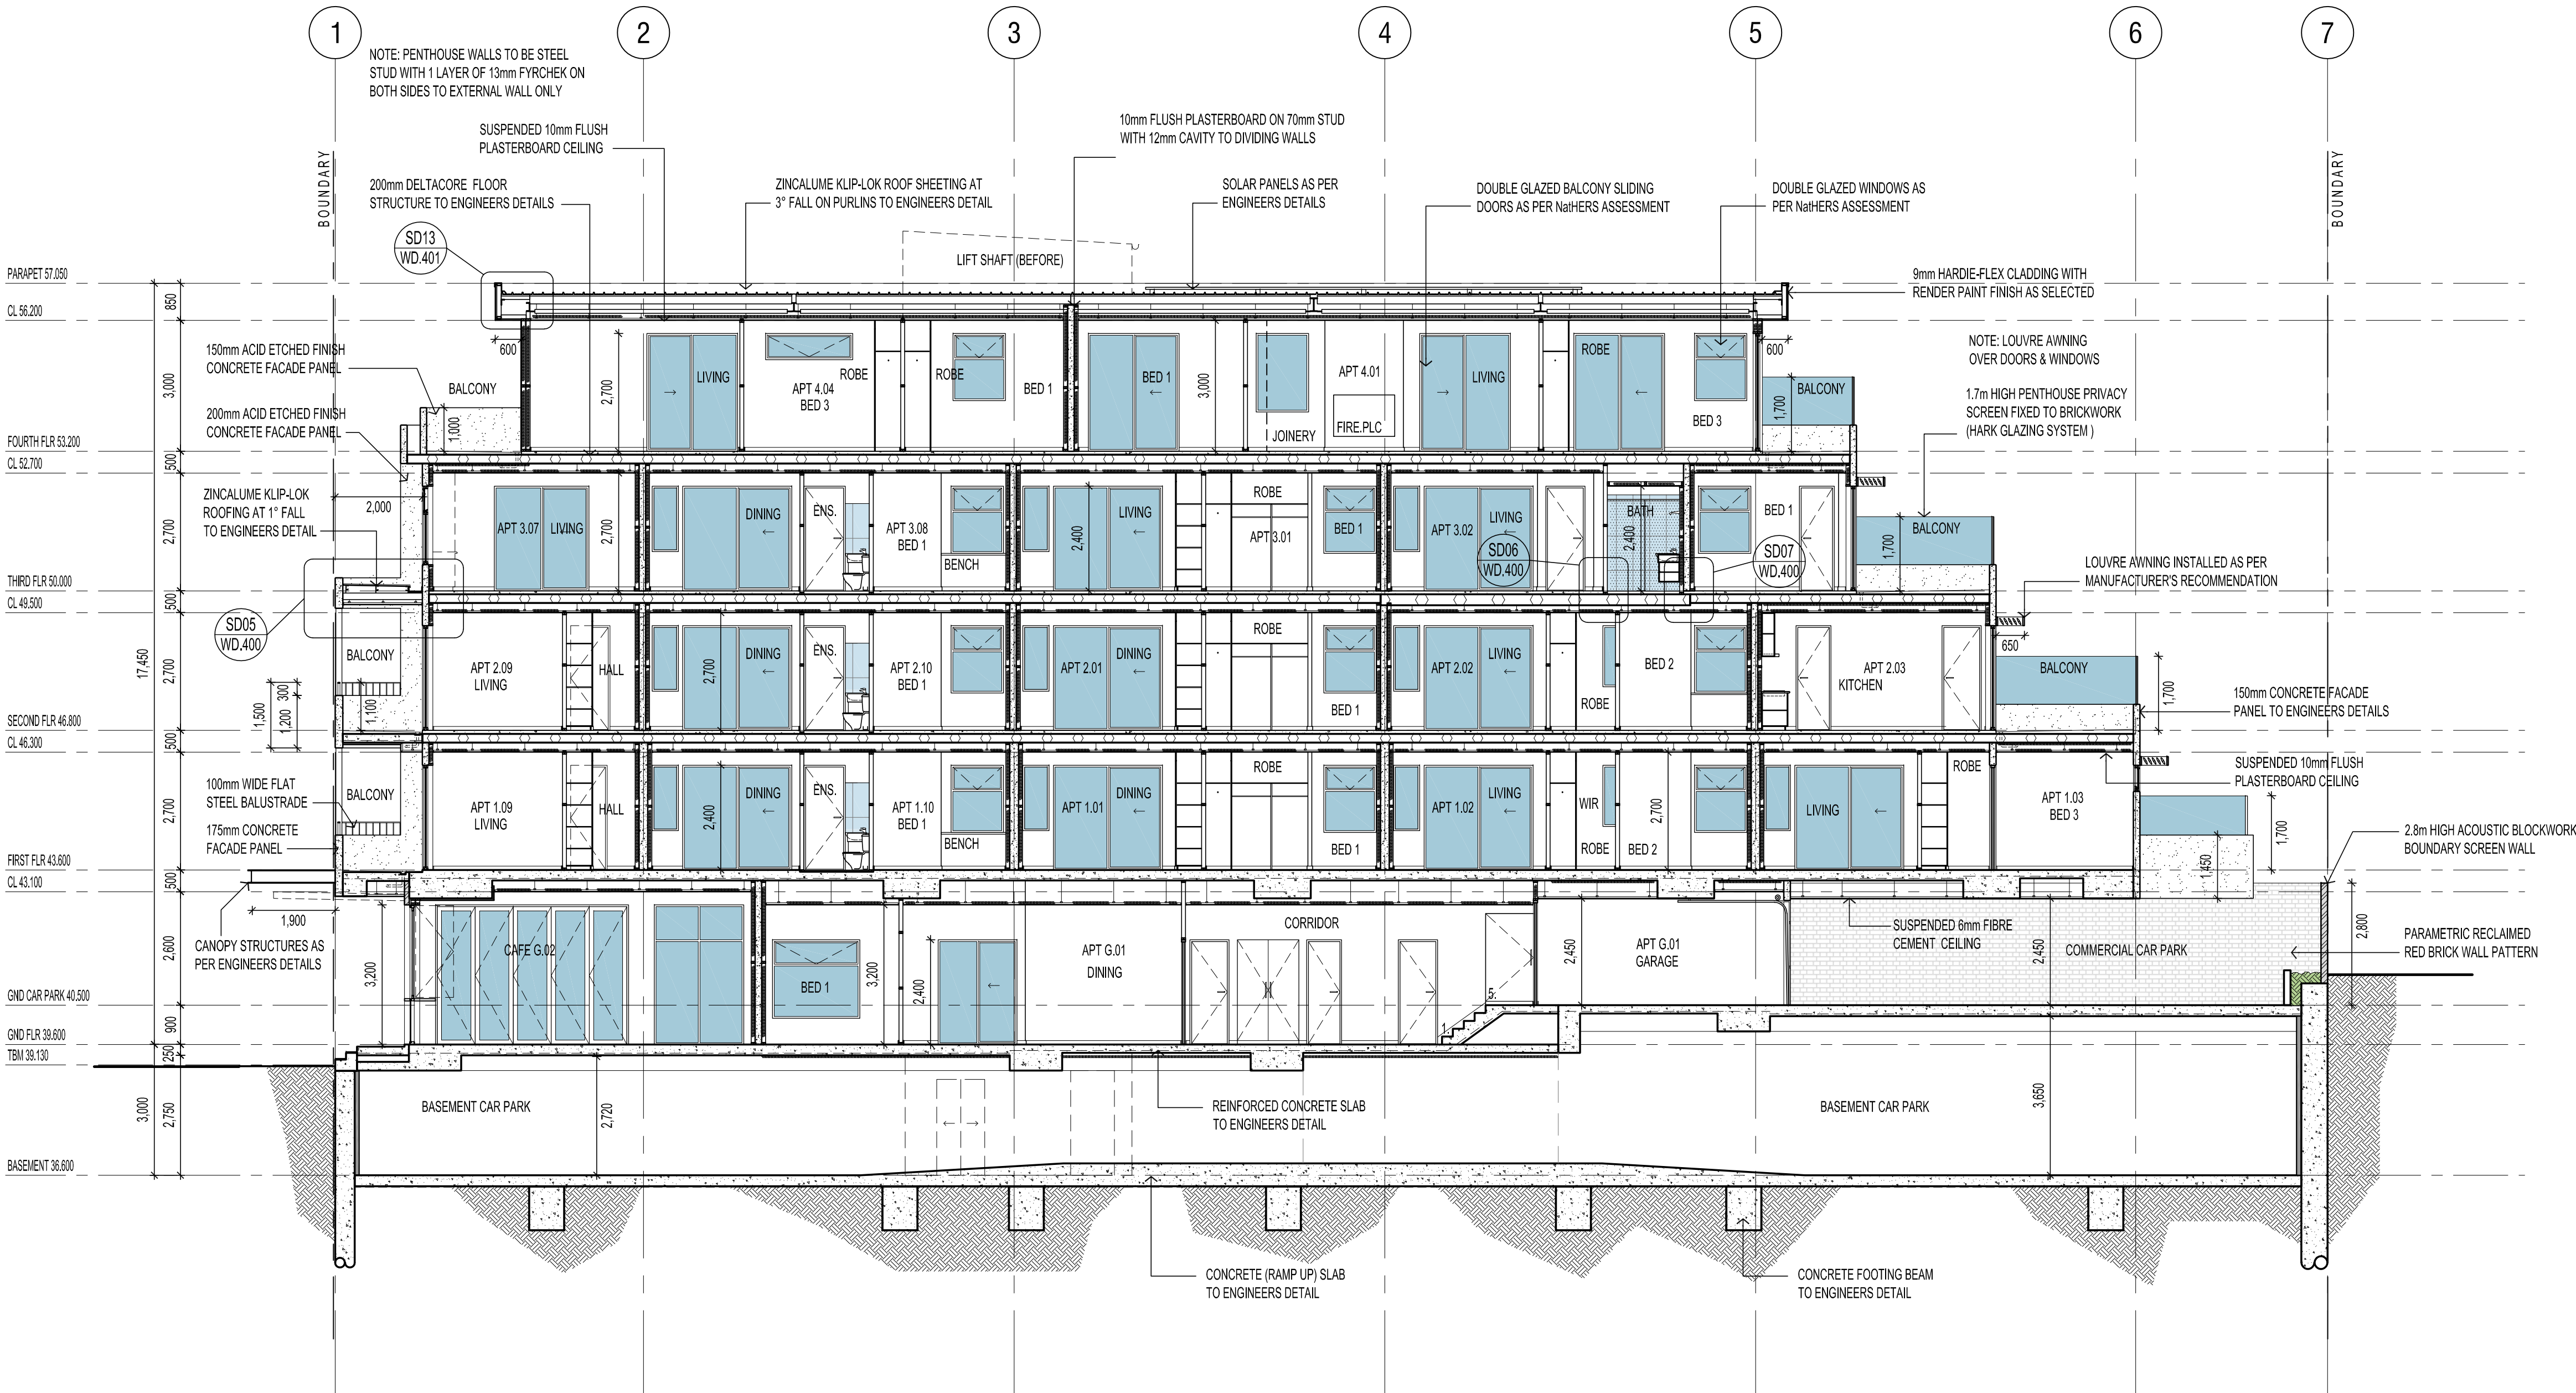 1
2
3
4
5
6
7
NOTE: PENTHOUSE WALLS TO BE STEEL
STUD WITH 1 LAYER OF 13mm FYRCHEK ON
BOTH SIDES TO EXTERNAL WALL ONLY
SUSPENDED 10mm FLUSH
PLASTERBOARD CEILING
10mm FLUSH PLASTERBOARD ON 70mm STUD
WITH 12mm CAVITY TO DIVIDING WALLS
BOUNDARY
BOUNDARY
200mm DELTACORE FLOOR
STRUCTURE TO ENGINEERS DETAILS
ZINCALUME KLIP-LOK ROOF SHEETING AT
3° FALL ON PURLINS TO ENGINEERS DETAIL
SOLAR PANELS AS PER
ENGINEERS DETAILS
DOUBLE GLAZED BALCONY SLIDING
DOORS AS PER NatHERS ASSESSMENT
DOUBLE GLAZED WINDOWS AS
PER NatHERS ASSESSMENT
SD13
WD.401
LIFT SHAFT (BEFORE)
9mm HARDIE-FLEX CLADDING WITH
RENDER PAINT FINISH AS SELECTED
PARAPET 57.050
850
CL 56.200
600
600
150mm ACID ETCHED FINISH
CONCRETE FACADE PANEL
NOTE: LOUVRE AWNING
OVER DOORS & WINDOWS
1.7m HIGH PENTHOUSE PRIVACY
SCREEN FIXED TO BRICKWORK
(HARK GLAZING SYSTEM )
3,000
BALCONY
1,000
2,700
LIVING
APT 4.04
BED 3
ROBE
ROBE
BED 1
BED 1
3,000
JOINERY
APT 4.01
FIRE.PLC
LIVING
ROBE
BED 3
1,700
BALCONY
200mm ACID ETCHED FINISH
CONCRETE FACADE PANEL
FOURTH FLR 53.200
500
CL 52.700
ZINCALUME KLIP-LOK
ROOFING AT 1° FALL
TO ENGINEERS DETAIL
2,000
2,700
APT 3.07
LIVING
2,700
DINING
ENS.
APT 3.08
BED 1
BENCH
2,400
LIVING
ROBE
APT 3.01
BED 1
APT 3.02
LIVING
BATH
2,400
BED 1
1,700
BALCONY
SD06
WD.400
SD07
WD.400
LOUVRE AWNING INSTALLED AS PER
MANUFACTURER'S RECOMMENDATION
THIRD FLR 50.000
500
CL 49.500
SD05
WD.400
650
17,450
2,700
BALCONY
APT 2.09
LIVING
HALL
2,700
DINING
ENS.
APT 2.10
BED 1
APT 2.01
DINING
ROBE
BED 1
APT 2.02
LIVING
ROBE
BED 2
APT 2.03
KITCHEN
BALCONY
1,700
1,500
1,200
300
1,100
150mm CONCRETE FACADE
PANEL TO ENGINEERS DETAILS
SECOND FLR 46.800
500
CL 46.300
SUSPENDED 10mm FLUSH
PLASTERBOARD CEILING
100mm WIDE FLAT
STEEL BALUSTRADE
175mm CONCRETE
FACADE PANEL
2,700
BALCONY
APT 1.09
LIVING
HALL
2,400
DINING
ENS.
APT 1.10
BED 1
BENCH
APT 1.01
DINING
ROBE
BED 1
APT 1.02
LIVING
WIR
ROBE
BED 2
2,700
LIVING
ROBE
APT 1.03
BED 3
1,700
1,450
2.8m HIGH ACOUSTIC BLOCKWORK
BOUNDARY SCREEN WALL
FIRST FLR 43.600
500
CL 43.100
1,900
CANOPY STRUCTURES AS
PER ENGINEERS DETAILS
2,600
3,200
CAFE G.02
BED 1
3,200
2,400
APT G.01
DINING
CORRIDOR
5.
1.
2,450
APT G.01
GARAGE
SUSPENDED 6mm FIBRE
CEMENT CEILING
2,450
COMMERCIAL CAR PARK
2,800
PARAMETRIC RECLAIMED
RED BRICK WALL PATTERN
GND CAR PARK 40.500
900
GND FLR 39.600
250
TBM 39.130
3,000
2,750
BASEMENT CAR PARK
2,720
REINFORCED CONCRETE SLAB
TO ENGINEERS DETAIL
BASEMENT CAR PARK
3,650
BASEMENT 36.600
CONCRETE (RAMP UP) SLAB
TO ENGINEERS DETAIL
CONCRETE FOOTING BEAM
TO ENGINEERS DETAIL